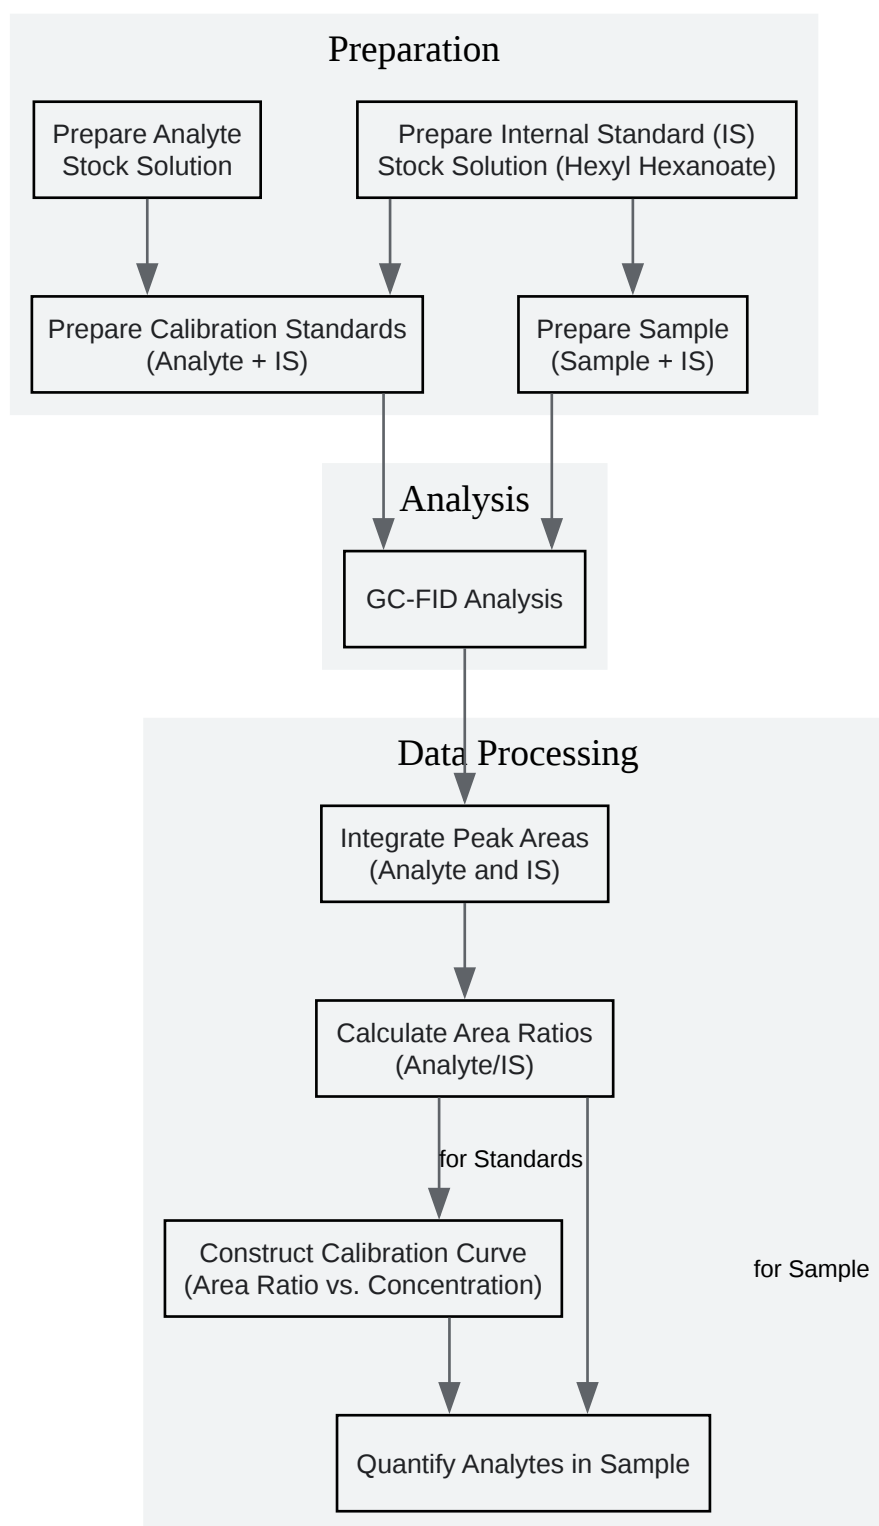 Preparation
Prepare Analyte
Stock Solution
Prepare Internal Standard (IS)
Stock Solution (Hexyl Hexanoate)
Prepare Calibration Standards
(Analyte + IS)
Prepare Sample
(Sample + IS)
Analysis
GC-FID Analysis
Data Processing
Integrate Peak Areas
(Analyte and IS)
Calculate Area Ratios
(Analyte/IS)
for Standards
Construct Calibration Curve
(Area Ratio vs. Concentration)
for Sample
Quantify Analytes in Sample